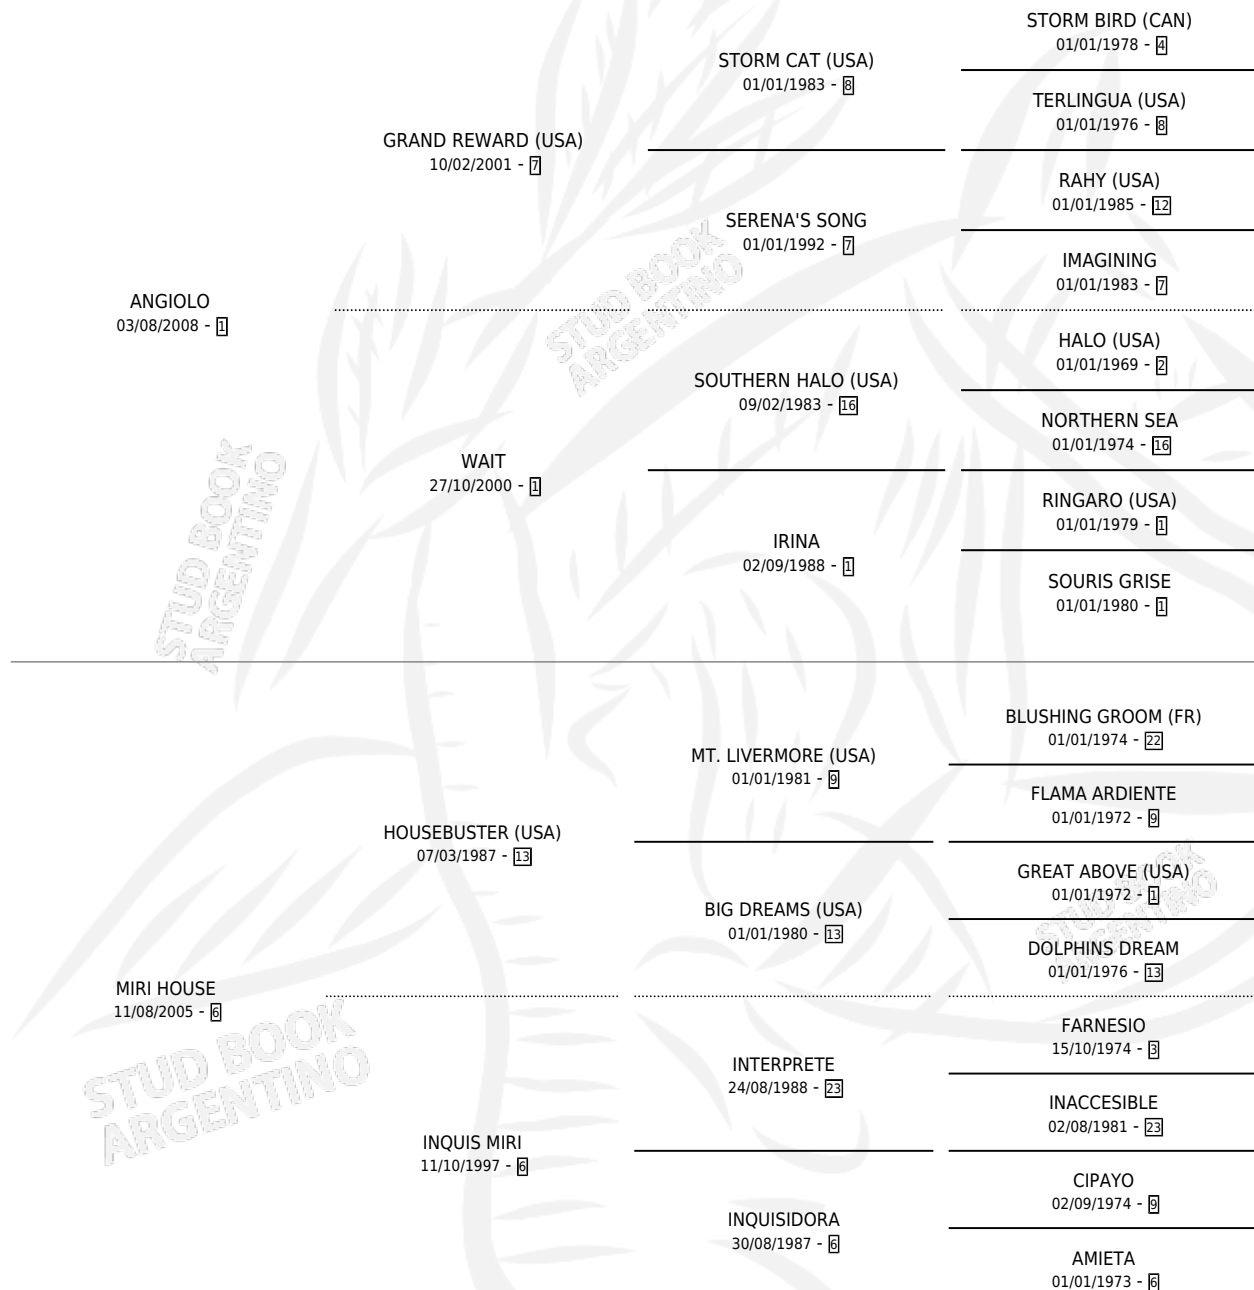 STORM BIRD (CAN)
01/01/1978 - 4
STORM CAT (USA)
01/01/1983 - 8
TERLINGUA (USA)
01/01/1976 - 8
GRAND REWARD (USA)
10/02/2001 - 7
RAHY (USA)
01/01/1985 - 12
SERENA'S SONG
01/01/1992 - 7
IMAGINING
01/01/1983 - 7
ANGIOLO
03/08/2008 - 1
HALO (USA)
01/01/1969 - 2
SOUTHERN HALO (USA)
09/02/1983 - 16
NORTHERN SEA
01/01/1974 - 16
WAIT
27/10/2000 - 1
RINGARO (USA)
01/01/1979 - 1
IRINA
02/09/1988 - 1
SOURIS GRISE
01/01/1980 - 1
BLUSHING GROOM (FR)
01/01/1974 - 22
MT. LIVERMORE (USA)
01/01/1981 - 9
FLAMA ARDIENTE
01/01/1972 - 9
HOUSEBUSTER (USA)
07/03/1987 - 13
GREAT ABOVE (USA)
01/01/1972 - 1
BIG DREAMS (USA)
01/01/1980 - 13
DOLPHINS DREAM
01/01/1976 - 13
MIRI HOUSE
11/08/2005 - 6
FARNESIO
15/10/1974 - 3
INTERPRETE
24/08/1988 - 23
INACCESIBLE
02/08/1981 - 23
INQUIS MIRI
11/10/1997 - 6
CIPAYO
02/09/1974 - 9
INQUISIDORA
30/08/1987 - 6
AMIETA
01/01/1973 - 6
STUD BOOK
ARGENTINO
STUD BOOK
ARGENTINO
STUD BOOK
ARGENTINO
STUD BOOK
ARGENTINO